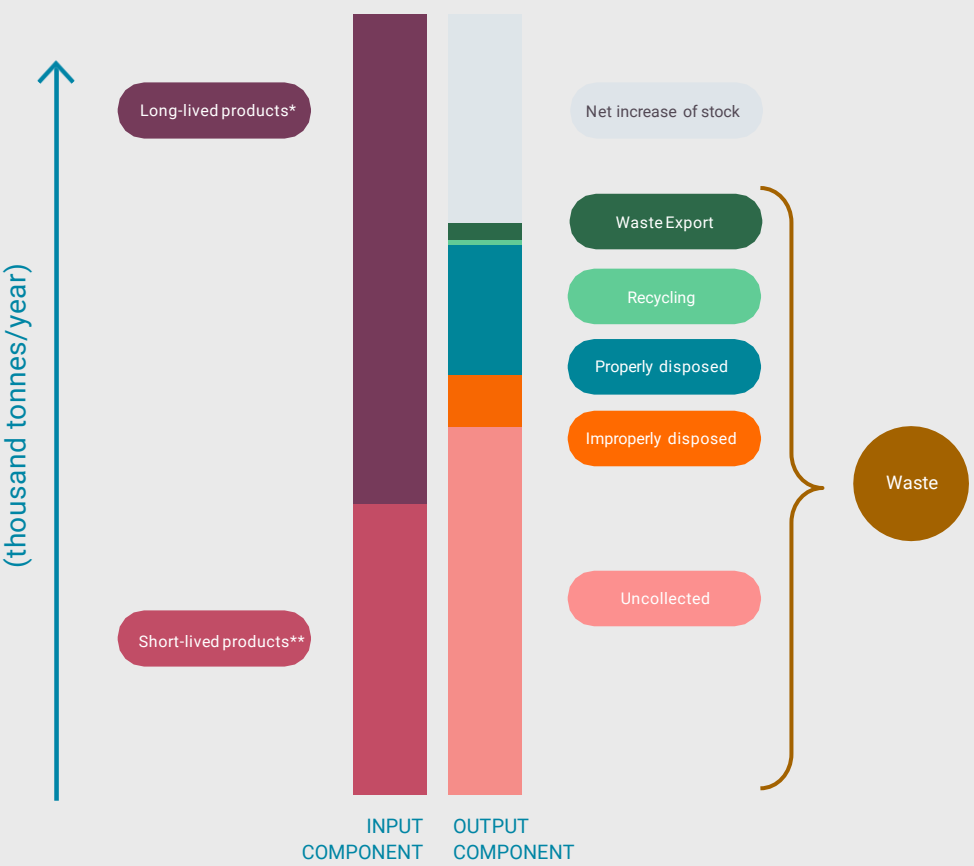 (thousand tonnes/year)
Long-lived products*
Short-lived products**
Net increase of stock
Waste Export
Recycling
Properly disposed
Improperly disposed
Uncollected
Waste
INPUT
COMPONENT
OUTPUT
COMPONENT